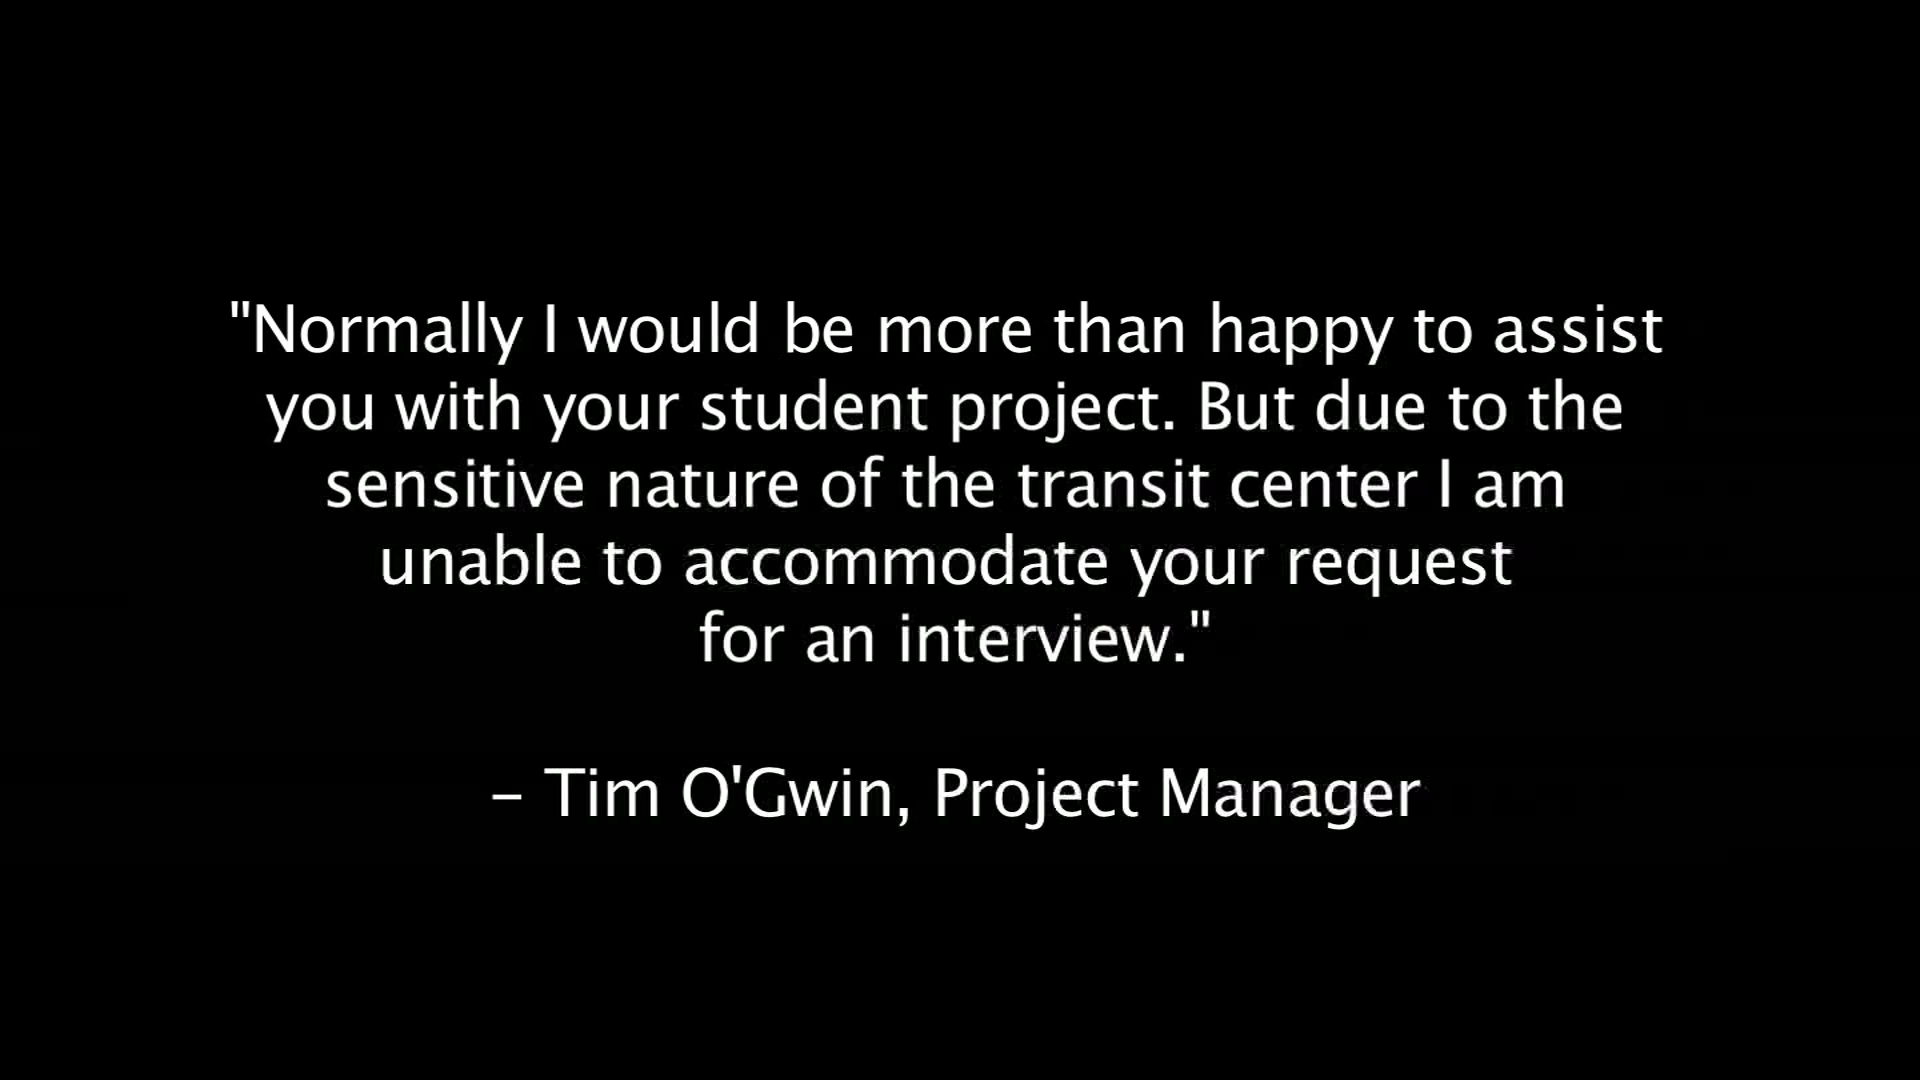 "Normally I would be more than happy to assist
you with your student project. But due to the
sensitive nature of the transit center I am
unable to accommodate your request
for an interview."
– Tim O'Gwin, Project Manager